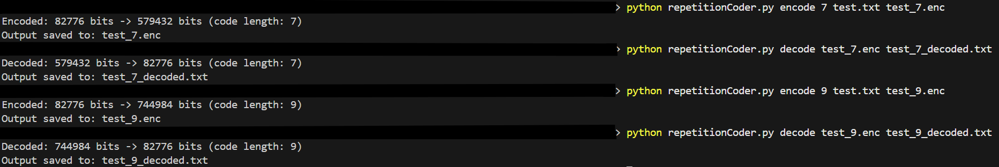 > python repetitionCoder.py encode 7 test.txt test_7.enc
Encoded: 82776 bits -> 579432 bits (code length: 7)
Output saved to: test_7.enc
> python repetitionCoder.py decode test_7.enc test_7_decoded.txt
Decoded: 579432 bits -> 82776 bits (code length: 7)
Output saved to: test_7_decoded.txt
> python repetitionCoder.py encode 9 test.txt test_9.enc
Encoded: 82776 bits -> 744984 bits (code length: 9)
Output saved to: test_9.enc
> python repetitionCoder.py decode test_9.enc test_9_decoded.txt
Decoded: 744984 bits -> 82776 bits (code length: 9)
Output saved to: test_9_decoded.txt